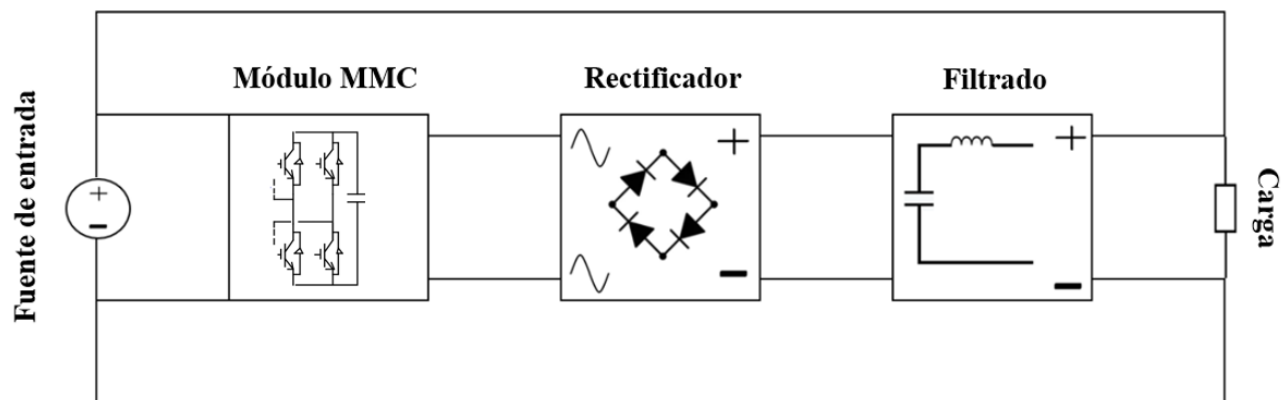 Módulo MMC
Rectificador
Filtrado
Fuente de entrada
+
−
+
−
+
−
Carga